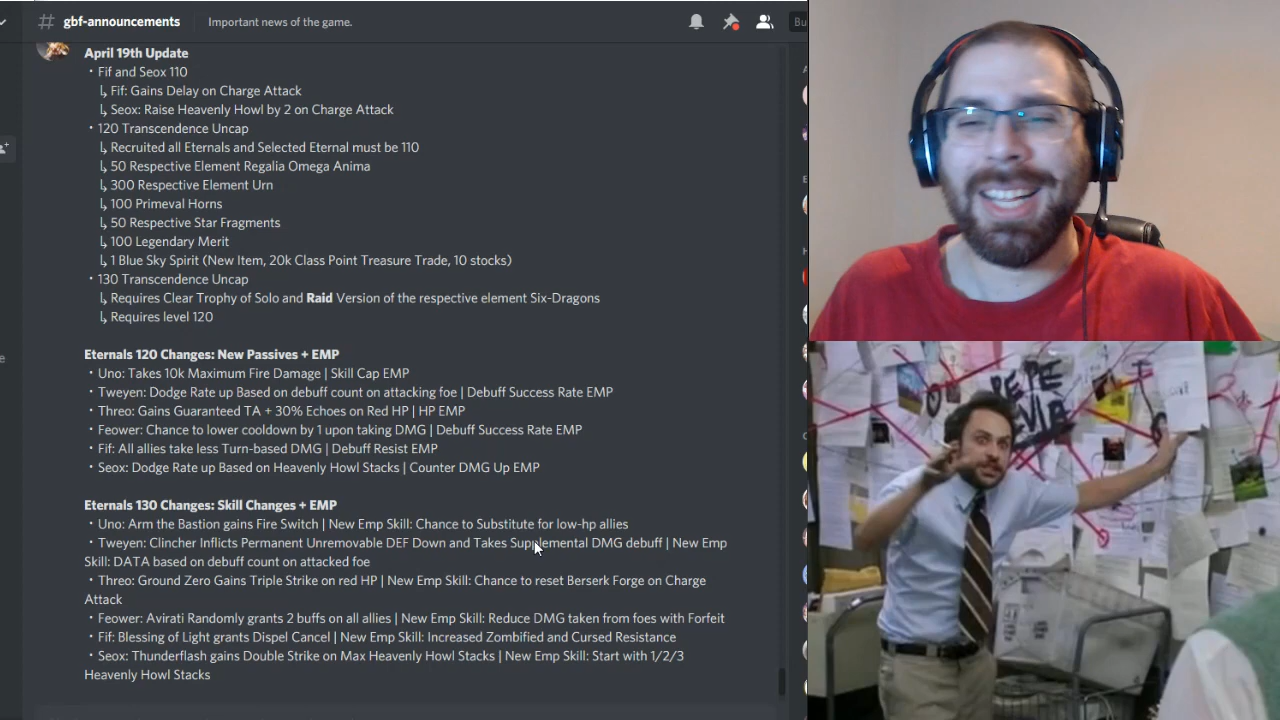 # gbf-announcements Important news of the game.
April 19th Update
• Fif and Seox 110
↳ Fif: Gains Delay on Charge Attack
↳ Seox: Raise Heavenly Howl by 2 on Charge Attack
• 120 Transcendence Uncap
↳ Recruited all Eternals and Selected Eternal must be 110
↳ 50 Respective Element Regalia Omega Anima
↳ 300 Respective Element Urn
↳ 100 Primeval Horns
↳ 50 Respective Star Fragments
↳ 100 Legendary Merit
↳ 1 Blue Sky Spirit (New Item, 20k Class Point Treasure Trade, 10 stocks)
• 130 Transcendence Uncap
↳ Requires Clear Trophy of Solo and Raid Version of the respective element Six-Dragons
↳ Requires level 120
Eternals 120 Changes: New Passives + EMP
• Uno: Takes 10k Maximum Fire Damage | Skill Cap EMP
• Tweyen: Dodge Rate up Based on debuff count on attacking foe | Debuff Success Rate EMP
• Threo: Gains Guaranteed TA + 30% Echoes on Red HP | HP EMP
• Feower: Chance to lower cooldown by 1 upon taking DMG | Debuff Success Rate EMP
• Fif: All allies take less Turn-based DMG | Debuff Resist EMP
• Seox: Dodge Rate up Based on Heavenly Howl Stacks | Counter DMG Up EMP
Eternals 130 Changes: Skill Changes + EMP
• Uno: Arm the Bastion gains Fire Switch | New Emp Skill: Chance to Substitute for low-hp allies
• Tweyen: Clincher Inflicts Permanent Unremovable DEF Down and Takes Supplemental DMG debuff | New Emp
Skill: DATA based on debuff count on attacked foe
• Threo: Ground Zero Gains Triple Strike on red HP | New Emp Skill: Chance to reset Berserk Forge on Charge
Attack
• Feower: Avirati Randomly grants 2 buffs on all allies | New Emp Skill: Reduce DMG taken from foes with Forfeit
• Fif: Blessing of Light grants Dispel Cancel | New Emp Skill: Increased Zombified and Cursed Resistance
• Seox: Thunderflash gains Double Strike on Max Heavenly Howl Stacks | New Emp Skill: Start with 1/2/3
Heavenly Howl Stacks
PEPE